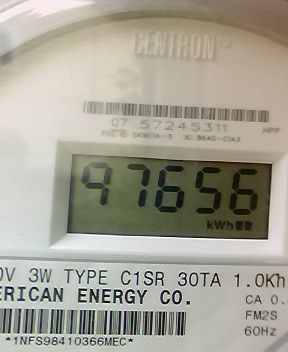 CENTRON
07 57245311
97656
kWh
0V 3W TYPE C1SR 30TA 1.0Kh
ERICAN ENERGY CO.
CA 0.
FM2S
60Hz
*1NFS98410366MEC*